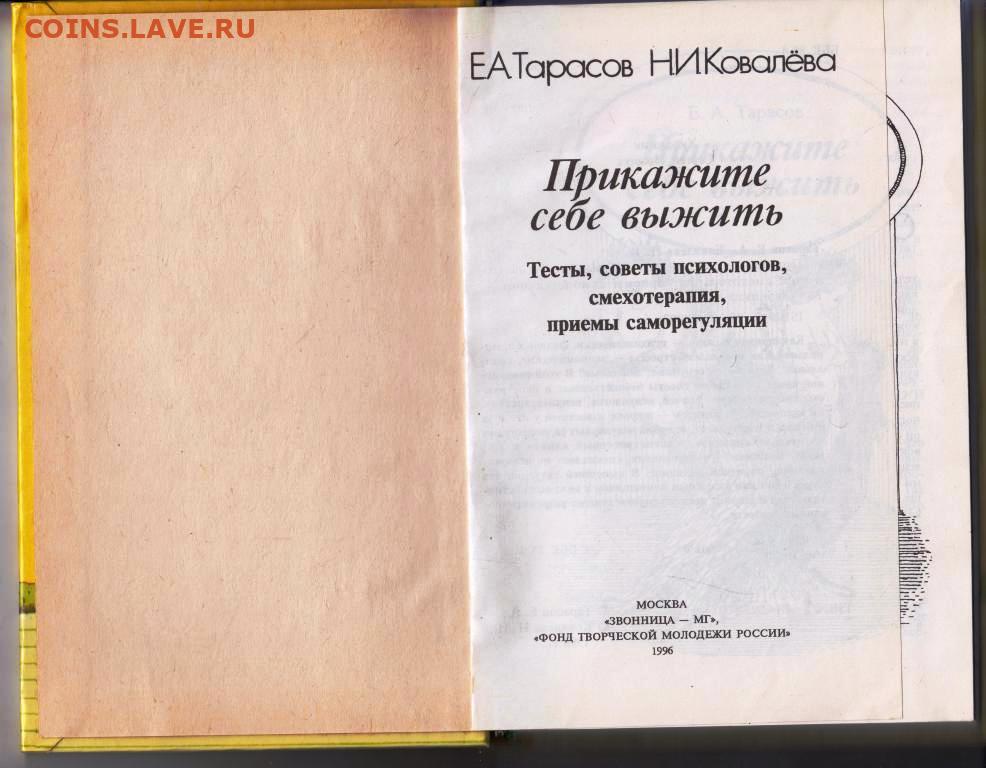 COINS.LAVE.RU
Е.А.Тарасов Н.И.Ковалёва
Прикажите
себе выжить
Тесты, советы психологов,
смехотерапия,
приемы саморегуляции
МОСКВА
«ЗВОННИЦА — МГ»,
«ФОНД ТВОРЧЕСКОЙ МОЛОДЕЖИ РОССИИ»
1996